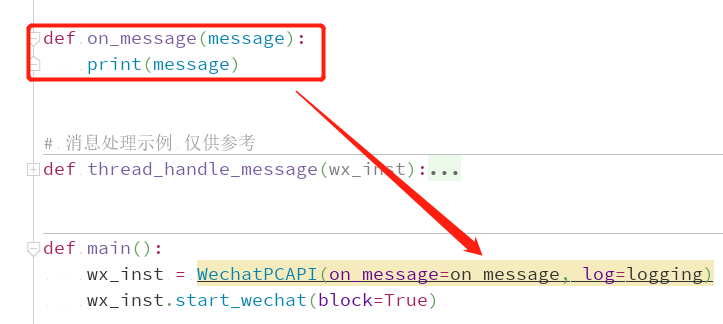 def on_message(message):
    print(message)
# 消息处理示例 仅供参考
def thread_handle_message(wx_inst):...
def main():
    wx_inst = WechatPCAPI(on_message=on_message, log=logging)
    wx_inst.start_wechat(block=True)